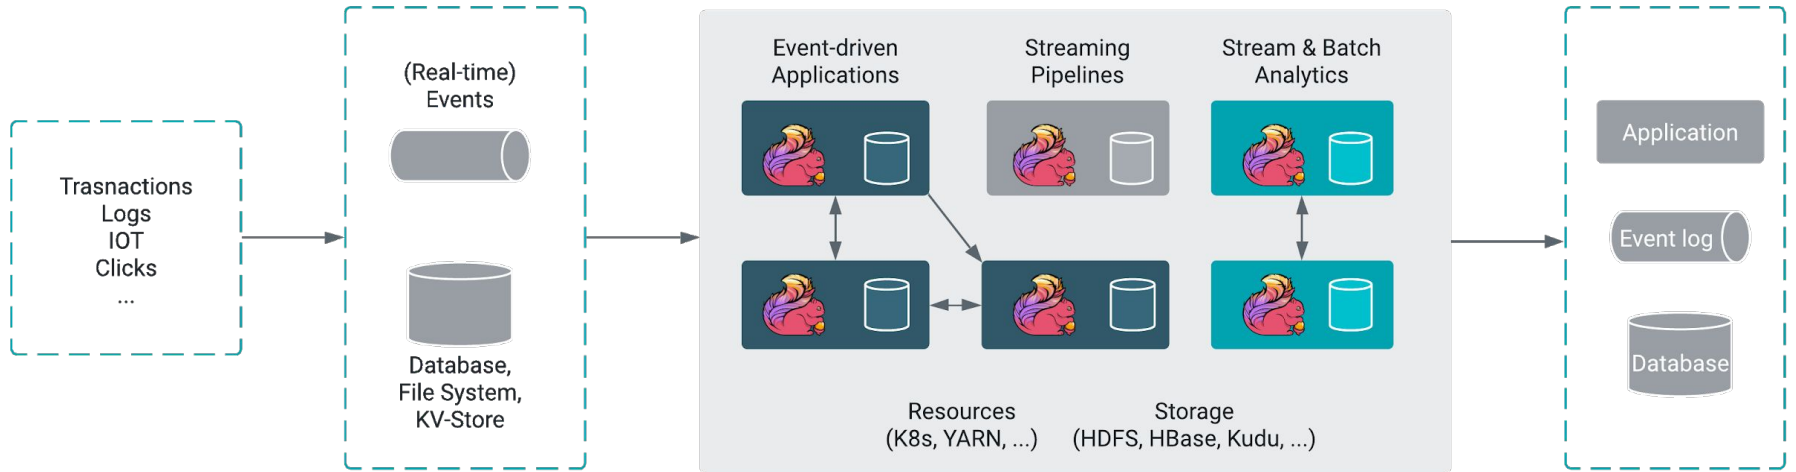 Trasnactions
Logs
IOT
Clicks
...
(Real-time)
Events
Database,
File System,
KV-Store
Event-driven
Applications
Streaming
Pipelines
Stream & Batch
Analytics
Resources
(K8s, YARN, ...)
Storage
(HDFS, HBase, Kudu, ...)
Application
Event log
Database